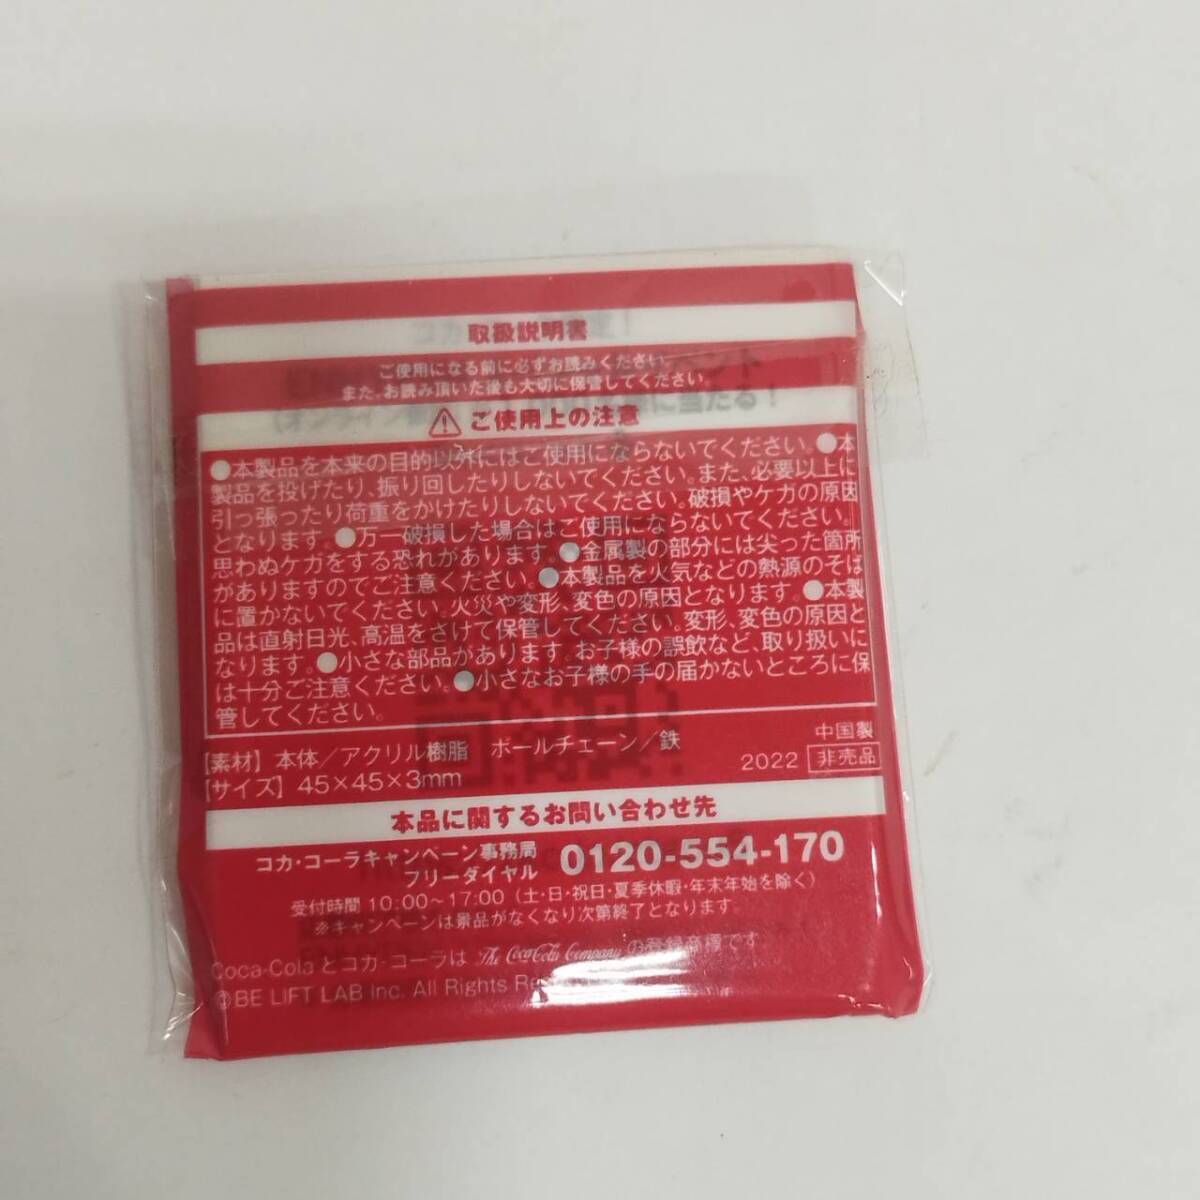 取扱説明書
ご使用になる前に必ずお読みください。
また、お読み頂いた後も大切に保管してください。
ご使用上の注意
●本製品を本来の目的以外にはご使用にならないでください。●本
製品を投げたり、振り回したりしないでください。また、必要以上に
引っ張ったり荷重をかけたりしないでください。破損やケガの原因
となります。●万一破損した場合はご使用にならないでください。
思わぬケガをする恐れがあります。●金属製の部分には尖った箇所
がありますのでご注意ください。●本製品を火気などの熱源のそば
に置かないでください。火災や変形、変色の原因となります。●本製
品は直射日光、高温をさけて保管してください。変形、変色の原因と
なります。●小さな部品があります。お子様の誤飲など、取り扱いに
は十分ご注意ください。●小さなお子様の手の届かないところに保
管してください。
【素材】本体／アクリル樹脂 ボールチェーン／鉄
中国製
【サイズ】45×45×3mm
2022 非売品
本品に関するお問い合わせ先
コカ・コーラキャンペーン事務局
フリーダイヤル
0120-554-170
受付時間 10:00〜17:00（土・日・祝日・夏季休暇・年末年始を除く）
※キャンペーンは景品がなくなり次第終了となります。
Coca-Colaとコカ・コーラは The Coca-Cola Company の登録商標です。
©BE LIFT LAB Inc. All Rights